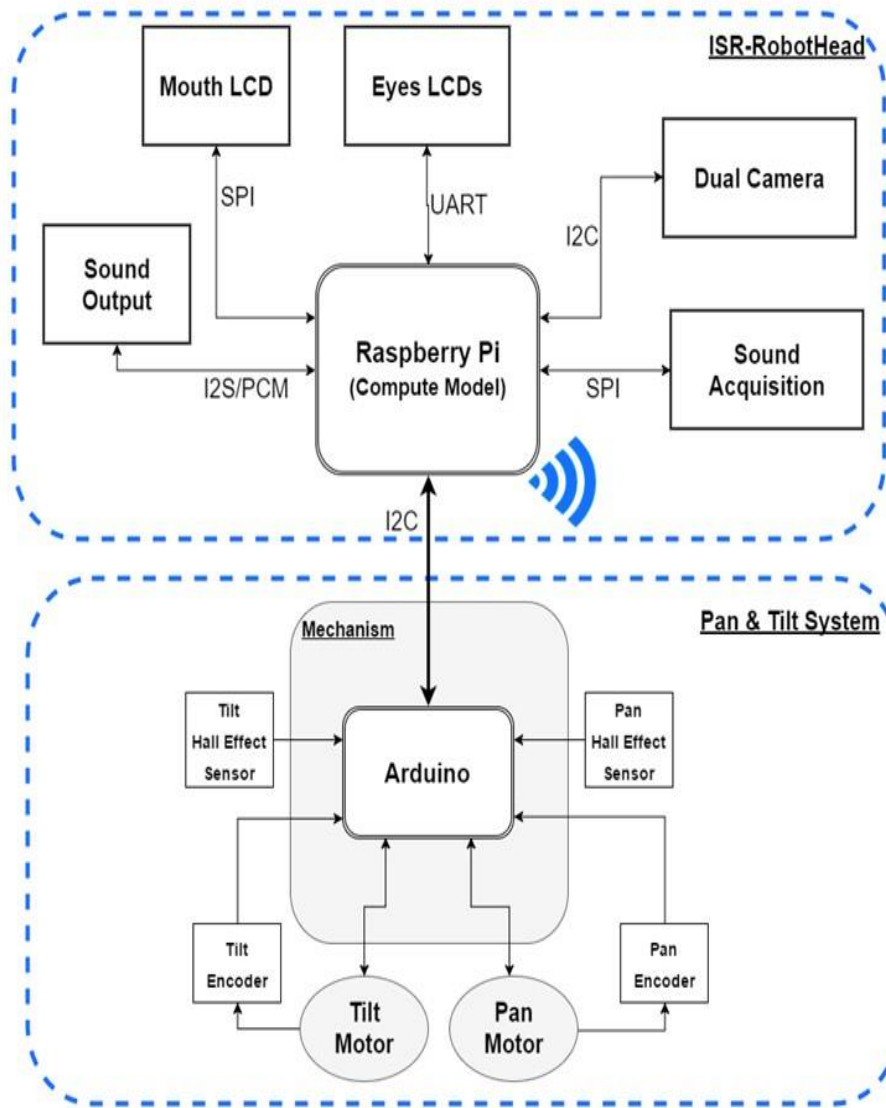 ISR-RobotHead
Mouth LCD
Eyes LCDs
Dual Camera
SPI
UART
I2C
Sound
Output
Raspberry Pi
(Compute Model)
Sound
Acquisition
I2S/PCM
SPI
I2C
Mechanism
Pan & Tilt System
Tilt
Hall Effect
Sensor
Arduino
Pan
Hall Effect
Sensor
Tilt
Encoder
Tilt
Motor
Pan
Motor
Pan
Encoder